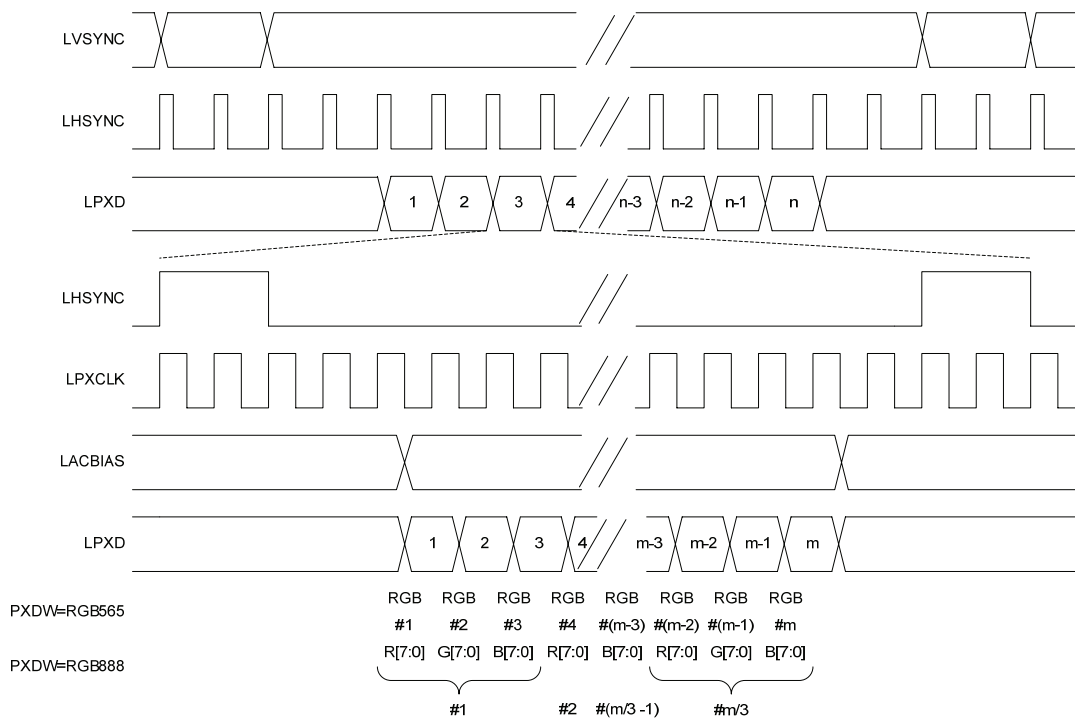 LVSYNC
LHSYNC
LPXD 1 2 3 4 n-3 n-2 n-1 n
LHSYNC
LPXCLK
LACBIAS
LPXD 1 2 3 4 m-3 m-2 m-1 m
PXDW=RGB565 RGB RGB RGB RGB RGB RGB RGB RGB
#1 #2 #3 #4 #(m-3) #(m-2) #(m-1) #m
PXDW=RGB888 R[7:0] G[7:0] B[7:0] R[7:0] B[7:0] R[7:0] G[7:0] B[7:0]
#1 #2 #(m/3 -1) #m/3